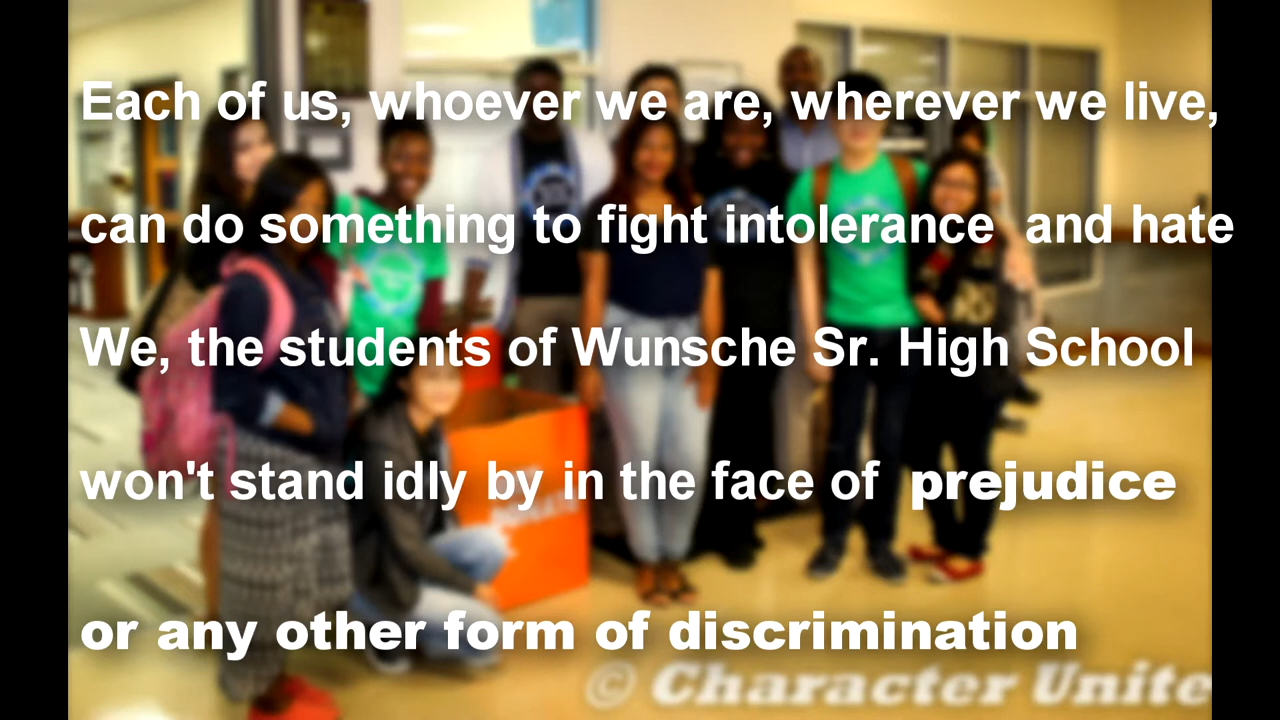 Each of us, whoever we are, wherever we live,
can do something to fight intolerance and hate
We, the students of Wunsche Sr. High School
won't stand idly by in the face of prejudice
or any other form of discrimination
© Character Unite